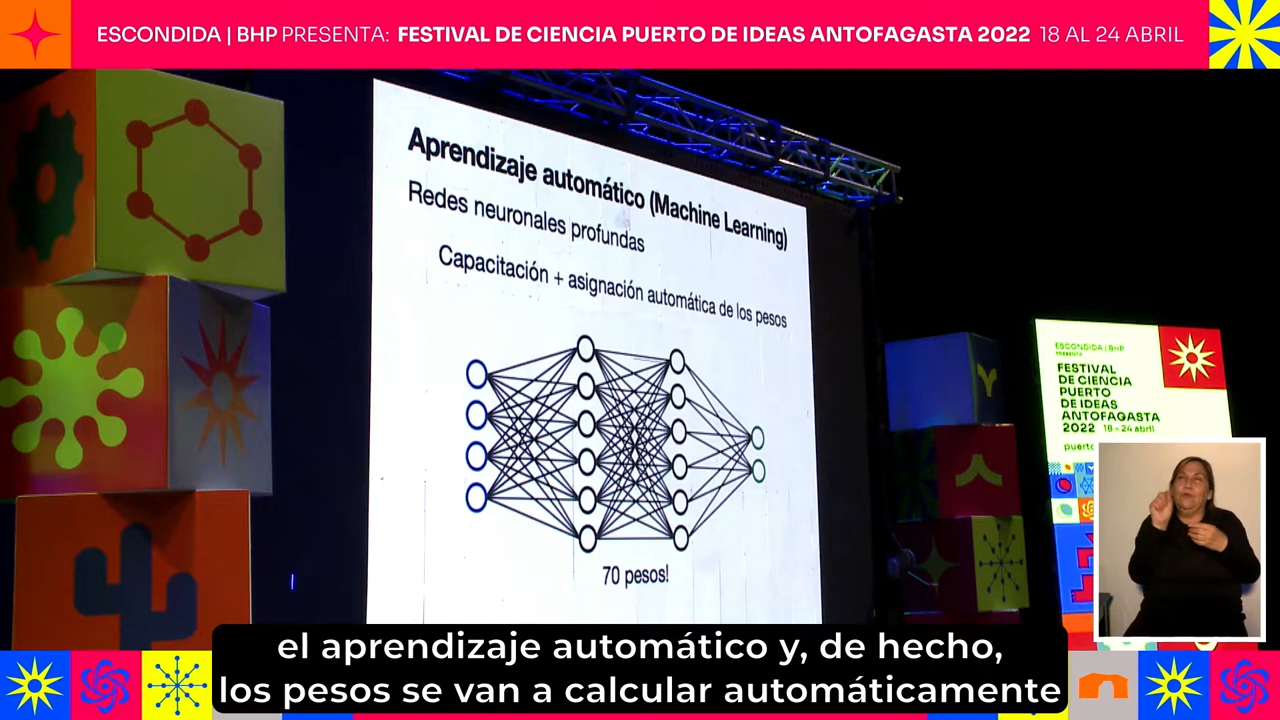 ESCONDIDA | BHP PRESENTA: FESTIVAL DE CIENCIA PUERTO DE IDEAS ANTOFAGASTA 2022 18 AL 24 ABRIL
Aprendizaje automático (Machine Learning)
Redes neuronales profundas
Capacitación + asignación automática de los pesos
70 pesos!
ESCONDIDA | BHP
PRESENTA
FESTIVAL
DE CIENCIA
PUERTO
DE IDEAS
ANTOFAGASTA
2022 18 - 24 abril
puerto
el aprendizaje automático y, de hecho,
los pesos se van a calcular automáticamente